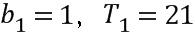 b₁ = 1, T₁ = 21